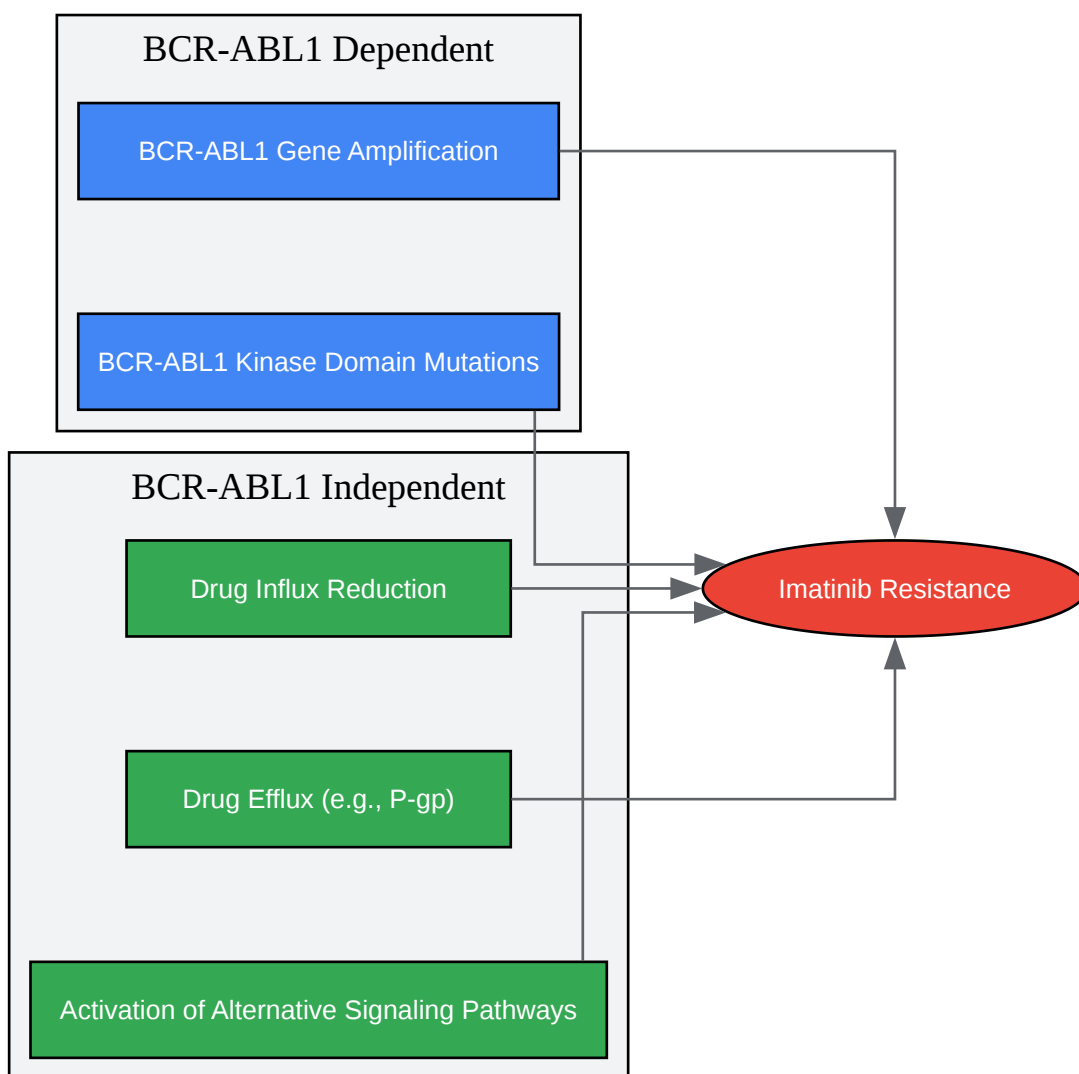 BCR-ABL1 Dependent
BCR-ABL1 Gene Amplification
BCR-ABL1 Kinase Domain Mutations
BCR-ABL1 Independent
Drug Influx Reduction
Imatinib Resistance
Drug Efflux (e.g., P-gp)
Activation of Alternative Signaling Pathways